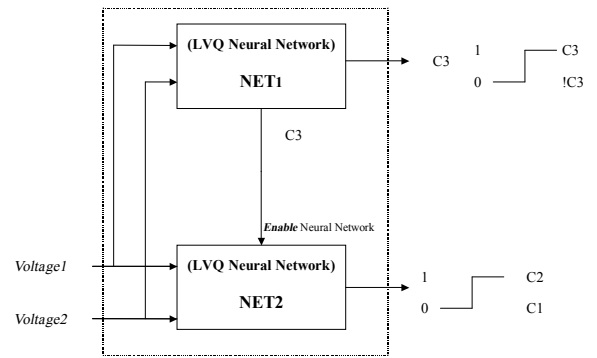 (LVQ Neural Network)
NET1
C3
1
C3
0
!C3
C3
Enable Neural Network
Voltage1
(LVQ Neural Network)
NET2
1
C2
0
C1
Voltage2